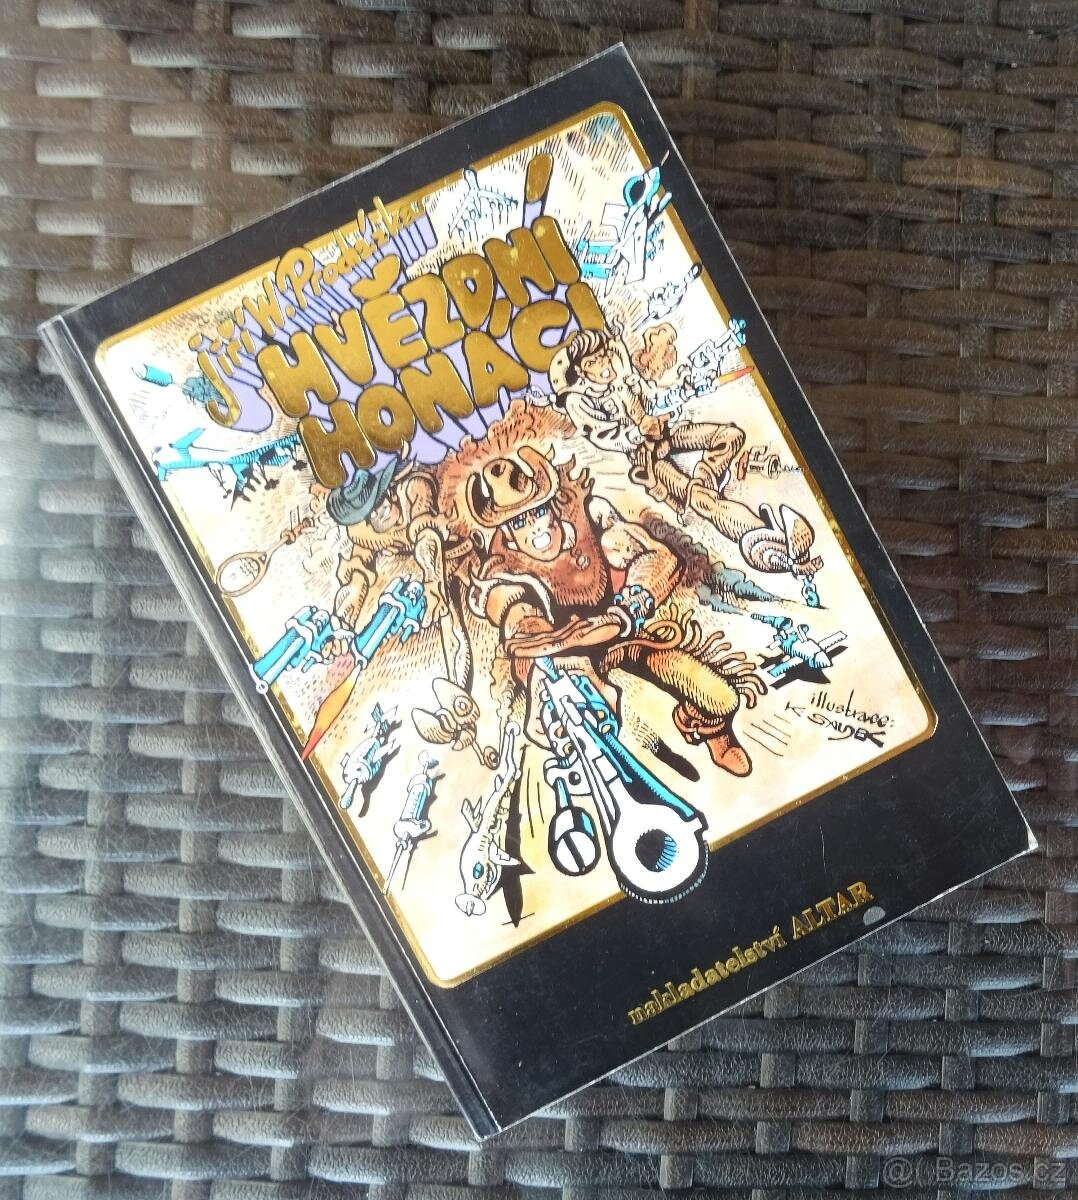 Jiří W. Procházka:
HVĚZDNÍ
HONÁCI
illustrace:
K SAUDEK
nakladatelství ALTAR
@ Bazos.cz